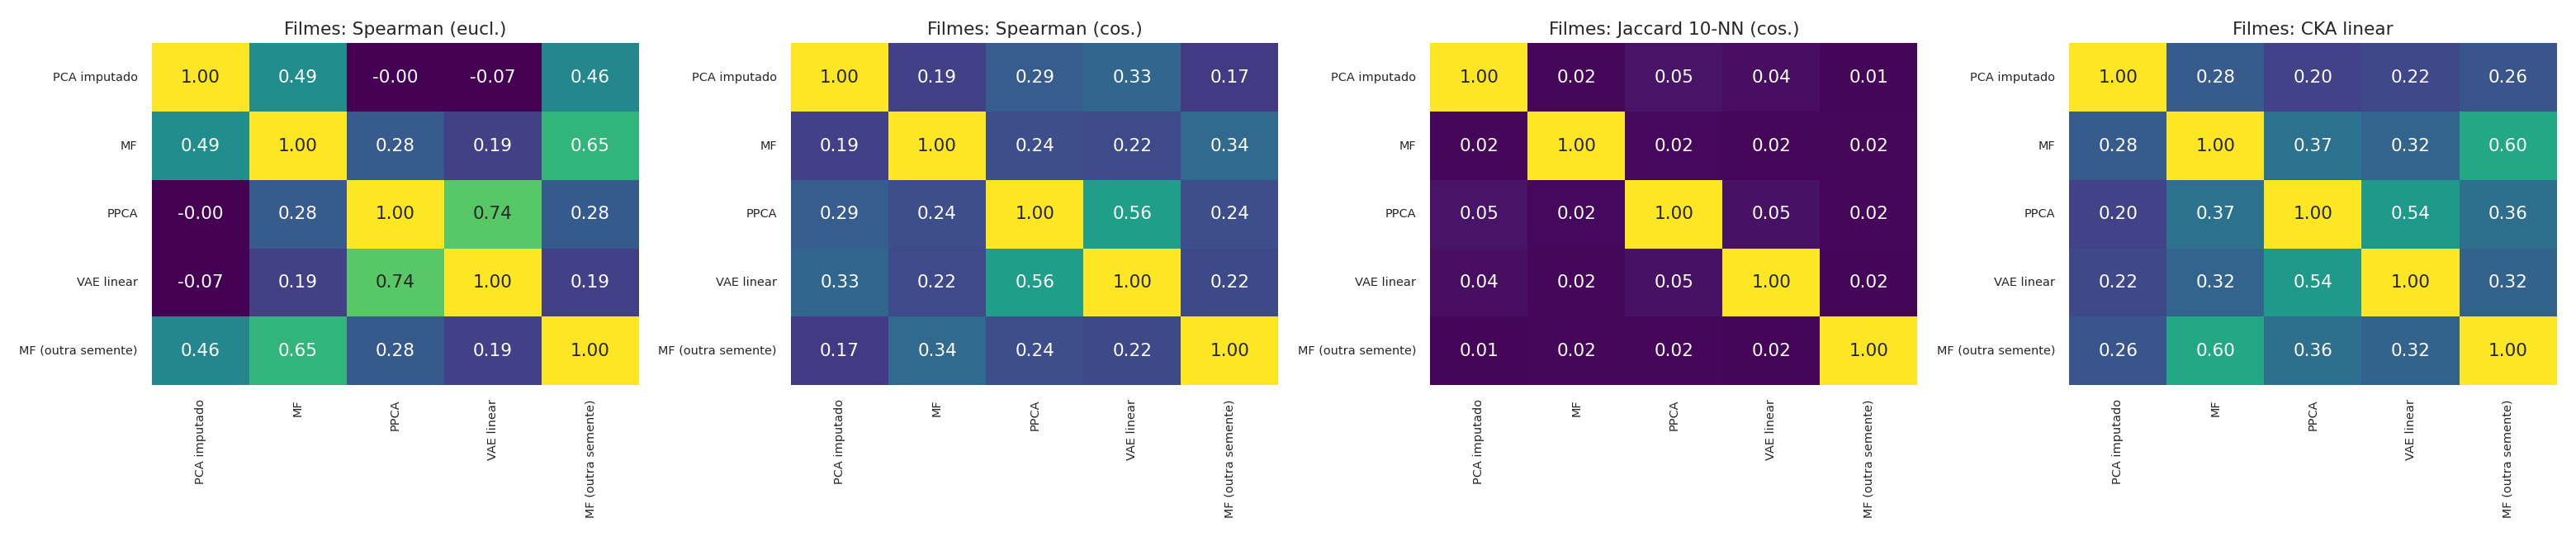 Filmes: Spearman (eucl.)
PCA imputado 1.00 0.49 -0.00 -0.07 0.46
MF 0.49 1.00 0.28 0.19 0.65
PPCA -0.00 0.28 1.00 0.74 0.28
VAE linear -0.07 0.19 0.74 1.00 0.19
MF (outra semente) 0.46 0.65 0.28 0.19 1.00
PCA imputado
MF
PPCA
VAE linear
MF (outra semente)
Filmes: Spearman (cos.)
PCA imputado 1.00 0.19 0.29 0.33 0.17
MF 0.19 1.00 0.24 0.22 0.34
PPCA 0.29 0.24 1.00 0.56 0.24
VAE linear 0.33 0.22 0.56 1.00 0.22
MF (outra semente) 0.17 0.34 0.24 0.22 1.00
PCA imputado
MF
PPCA
VAE linear
MF (outra semente)
Filmes: Jaccard 10-NN (cos.)
PCA imputado 1.00 0.02 0.05 0.04 0.01
MF 0.02 1.00 0.02 0.02 0.02
PPCA 0.05 0.02 1.00 0.05 0.02
VAE linear 0.04 0.02 0.05 1.00 0.02
MF (outra semente) 0.01 0.02 0.02 0.02 1.00
PCA imputado
MF
PPCA
VAE linear
MF (outra semente)
Filmes: CKA linear
PCA imputado 1.00 0.28 0.20 0.22 0.26
MF 0.28 1.00 0.37 0.32 0.60
PPCA 0.20 0.37 1.00 0.54 0.36
VAE linear 0.22 0.32 0.54 1.00 0.32
MF (outra semente) 0.26 0.60 0.36 0.32 1.00
PCA imputado
MF
PPCA
VAE linear
MF (outra semente)